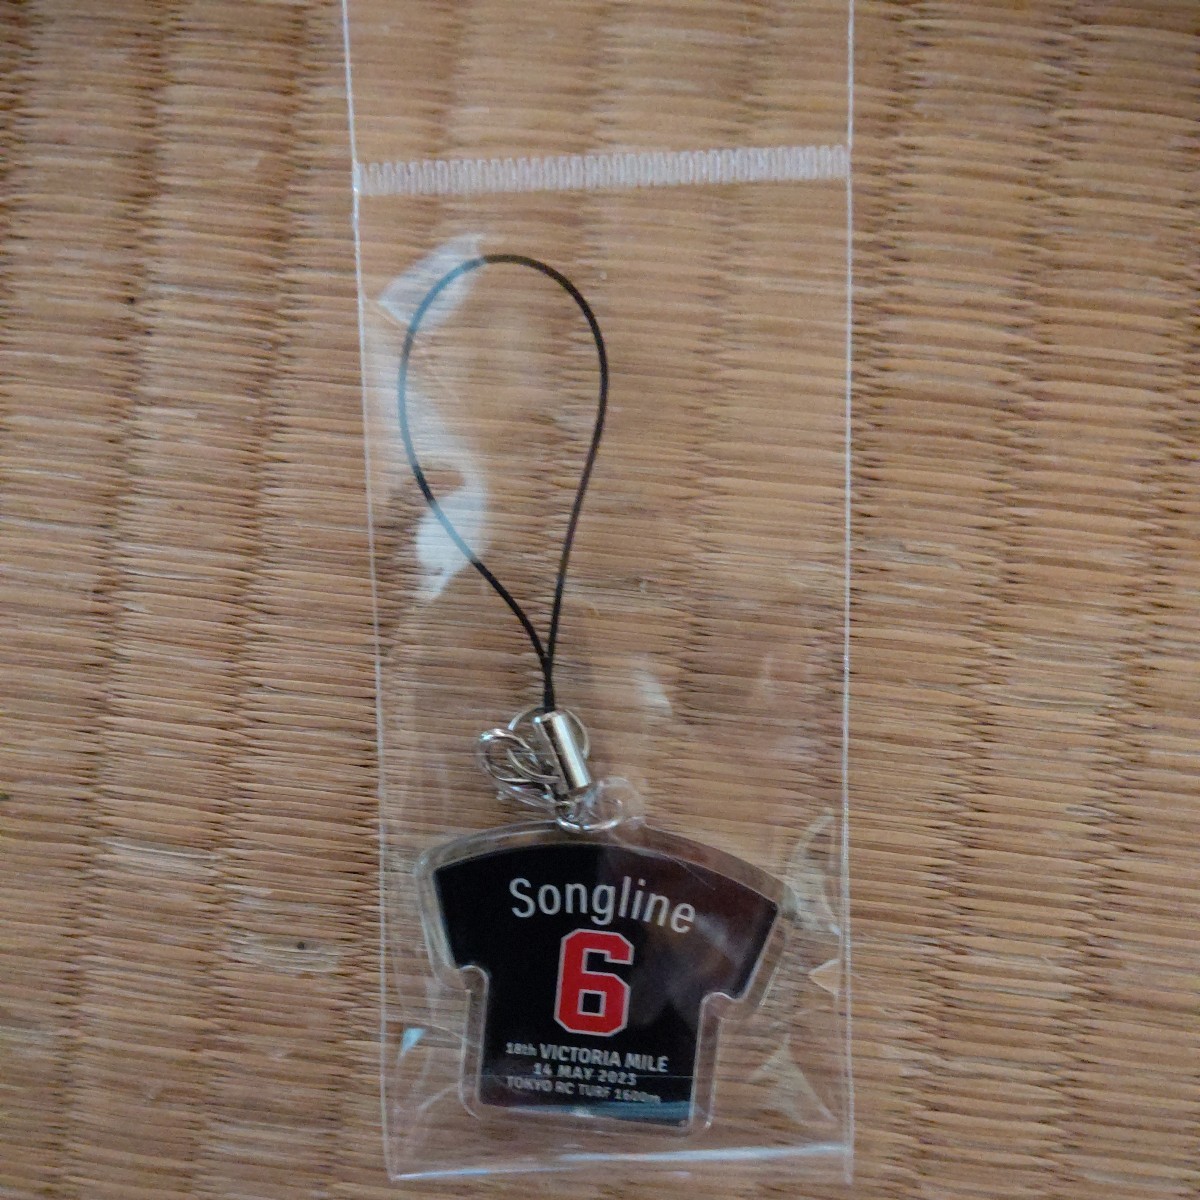 Songline
6
18th VICTORIA MILE
14 MAY 2023
TOKYO RC TURF 1600m